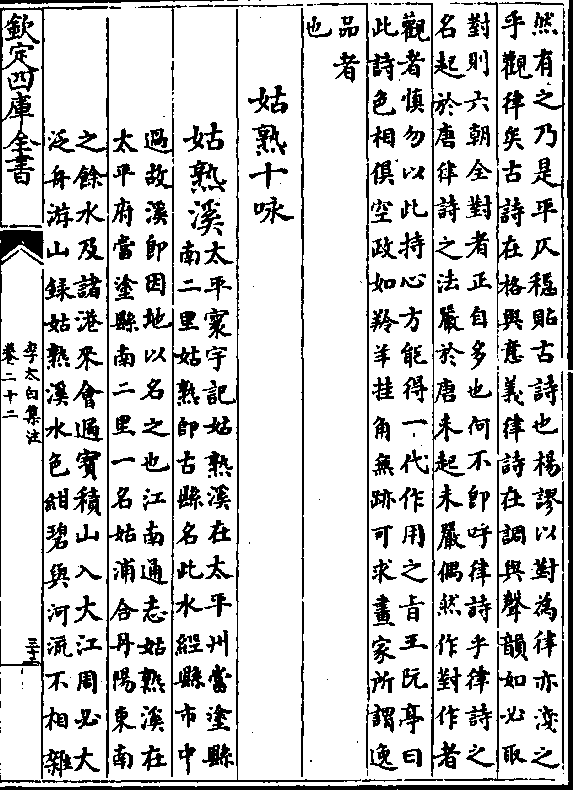 然有之乃是平仄穩貼古詩也楊謬以對為律亦淺之
乎觀律矣古詩在格與意義律詩在調與聲韻如必取
對則六朝全對者正自多也何不即呼律詩乎律詩之
名起於唐律詩之法嚴於唐未起未嚴偶然作對作者
觀者慎勿以此持心方能得一代作用之旨王阮亭曰
此詩色相俱空政如羚羊挂角無跡可求畫家所謂逸
品者
也
姑熟十咏
姑熟溪
太平寰宇記姑熟溪在太平州當塗縣
南二里姑熟即古縣名此水經縣市中
過故溪即因地以名之也江南通志姑熟溪在
太平府當塗縣南二里一名姑浦合丹陽東南
之餘水及諸港來會過寶積山入大江周必大
泛舟游山錄姑熟溪水色紺碧與河流不相雜
欽定四庫全書
李太白集注
卷二十二
三十三